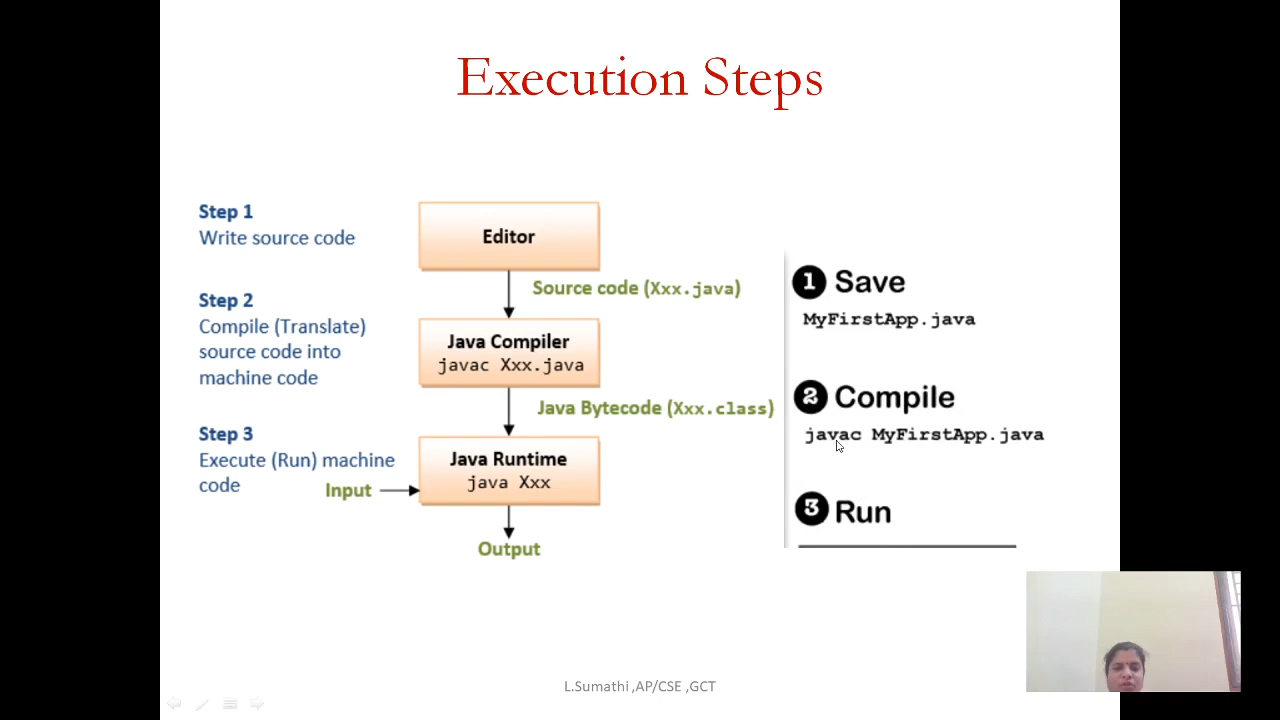 Execution Steps
Step 1
Write source code
Editor
Source code (Xxx.java)
Step 2
Compile (Translate)
source code into
machine code
Java Compiler
javac Xxx.java
Java Bytecode (Xxx.class)
Step 3
Execute (Run) machine
code
Input
Java Runtime
java Xxx
Output
1 Save
MyFirstApp.java
2 Compile
javac MyFirstApp.java
3 Run
L.Sumathi ,AP/CSE ,GCT